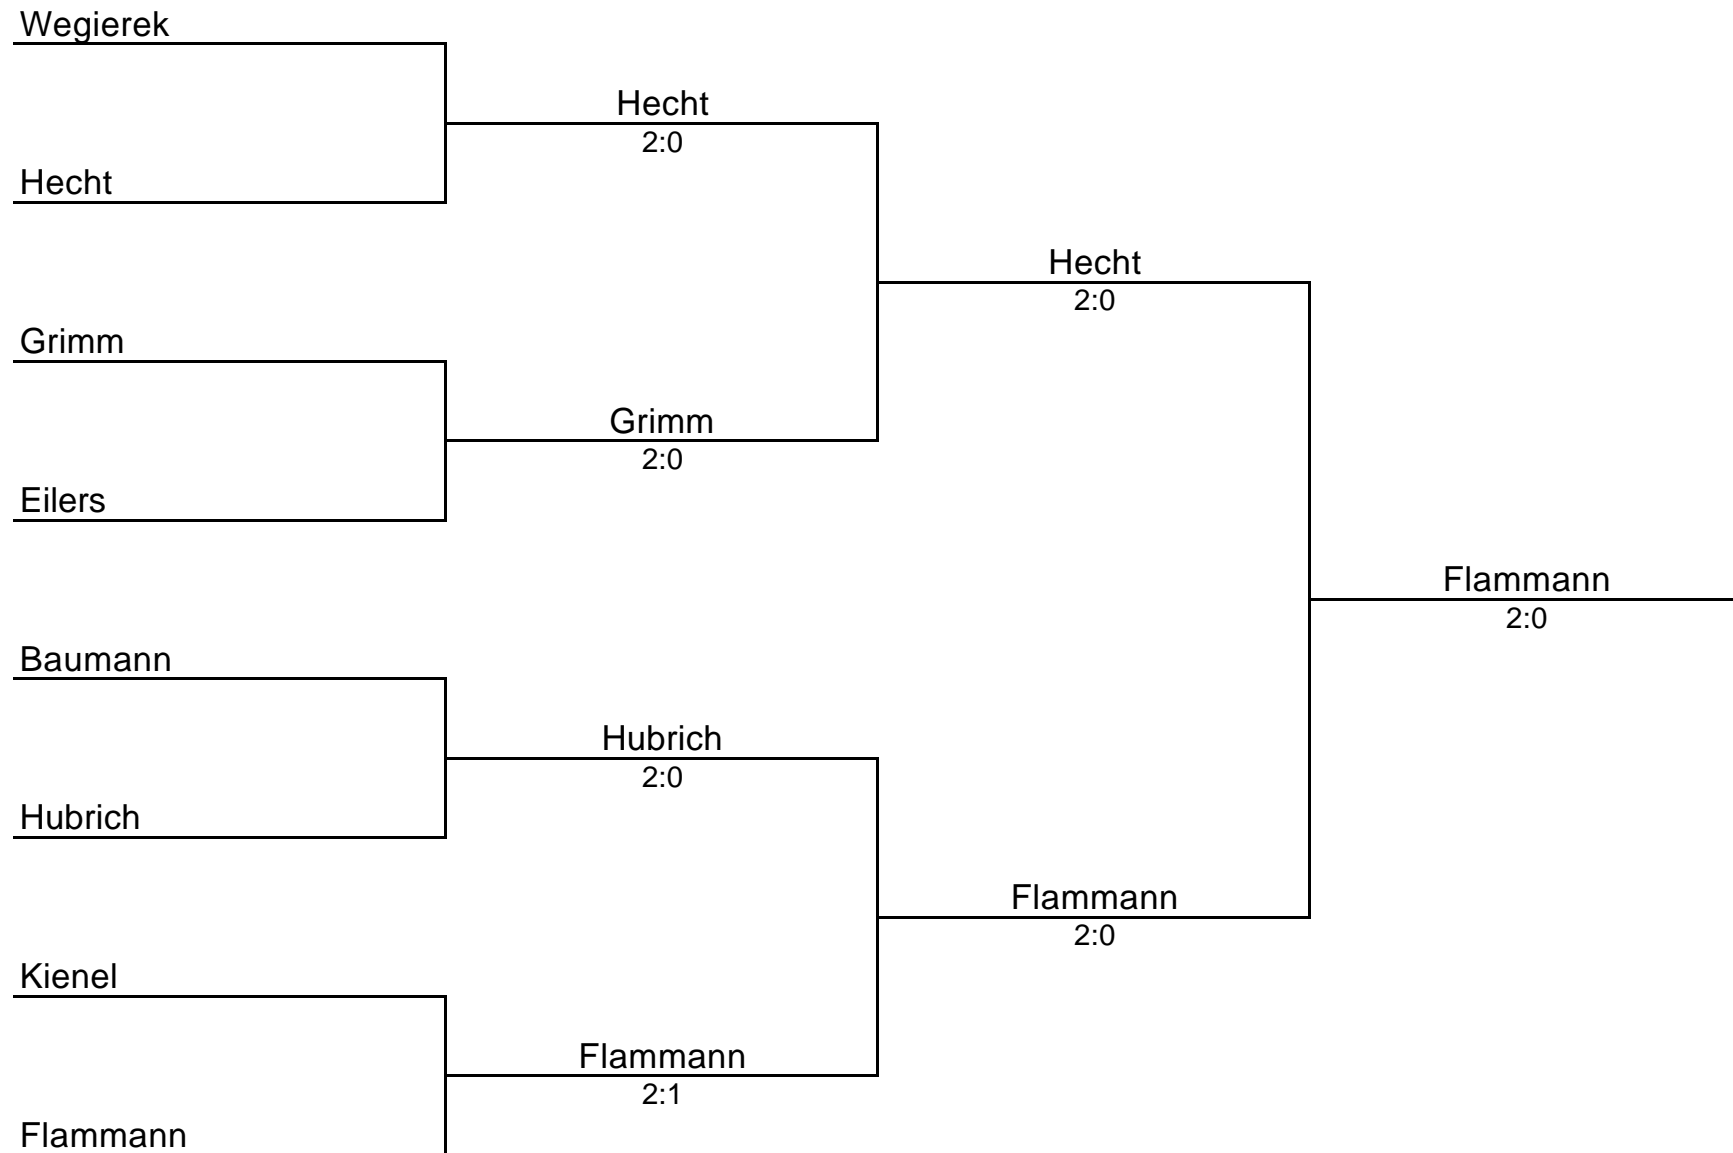 Wegierek
Hecht
2:0
Hecht
Hecht
2:0
Grimm
Grimm
2:0
Eilers
Flammann
2:0
Baumann
Hubrich
2:0
Hubrich
Flammann
2:0
Kienel
Flammann
2:1
Flammann